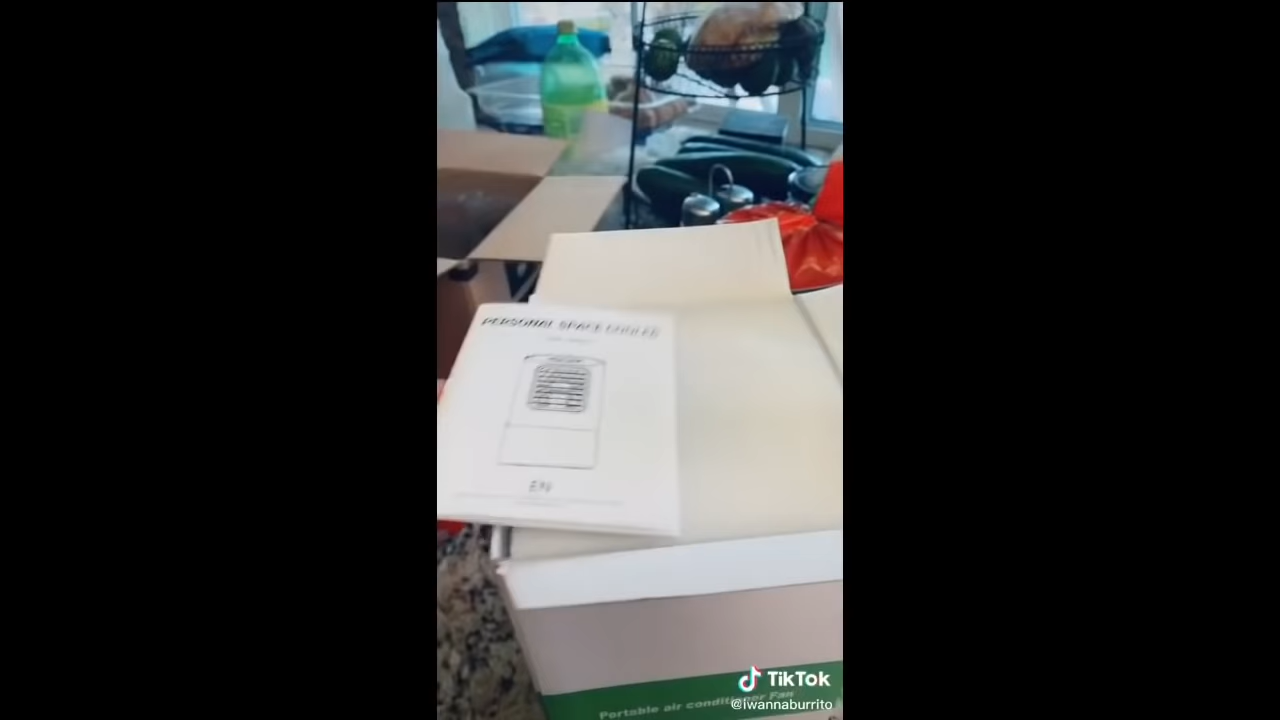 PERSONAL SPACE COOLER
EN
Portable air conditioner Fan
TikTok
@iwannaburrito